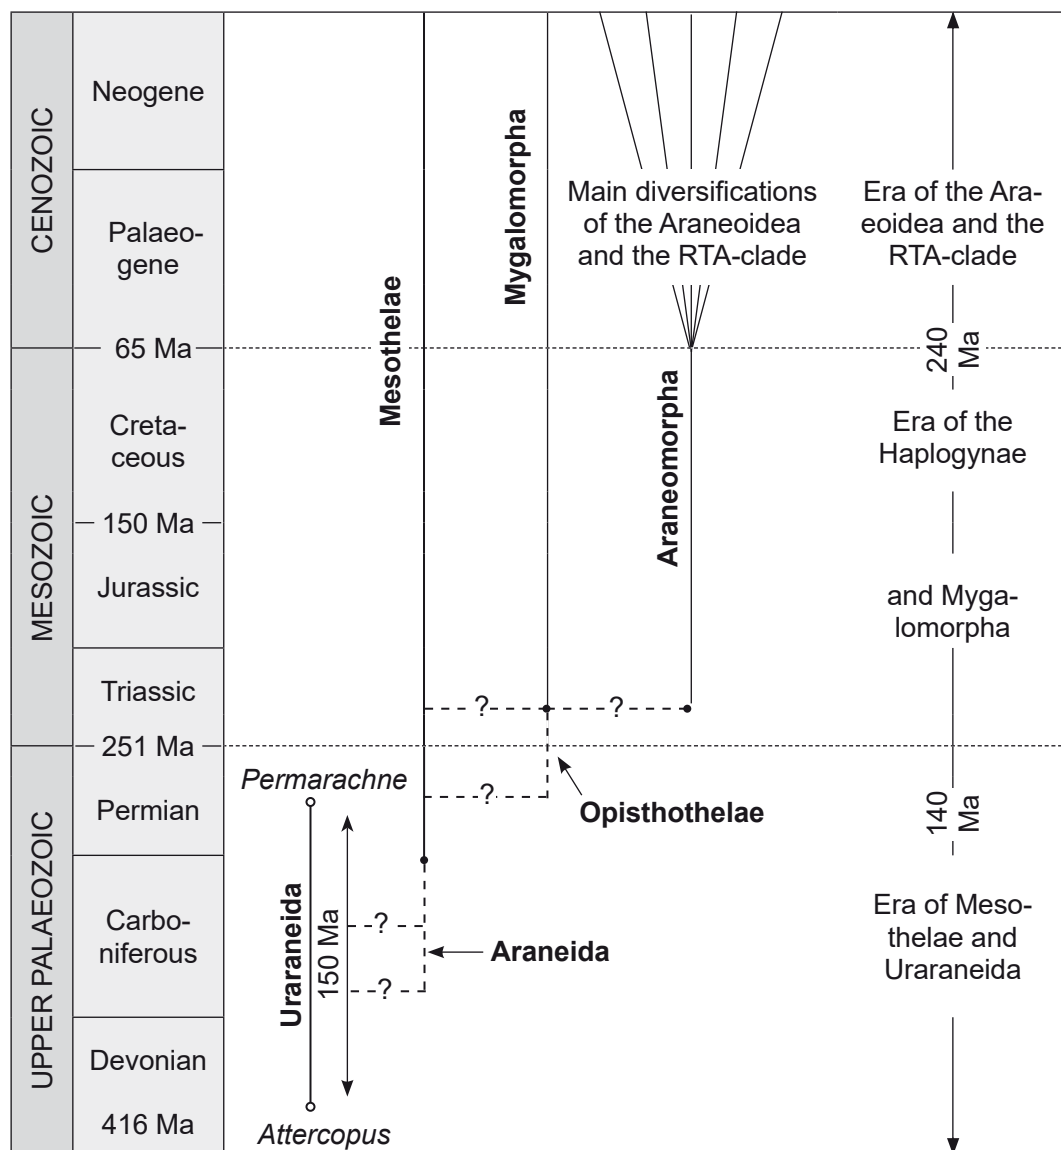 CENOZOIC
Neogene
Palaeo-
gene
65 Ma
MESOZOIC
Creta-
ceous
150 Ma
Jurassic
Triassic
251 Ma
UPPER PALAEOZOIC
Permian
Carbo-
niferous
Devonian
416 Ma
Mesothelae
Mygalomorpha
Main diversifications
of the Araneoidea
and the RTA-clade
Araneomorpha
?
?
?
Opisthothelae
Permarachne
Uraraneida
150 Ma
?
?
Araneida
Attercopus
Era of the Ara-
eoidea and the
RTA-clade
240
Ma
Era of the
Haplogynae
and Myga-
lomorpha
140
Ma
Era of Meso-
thelae and
Uraraneida